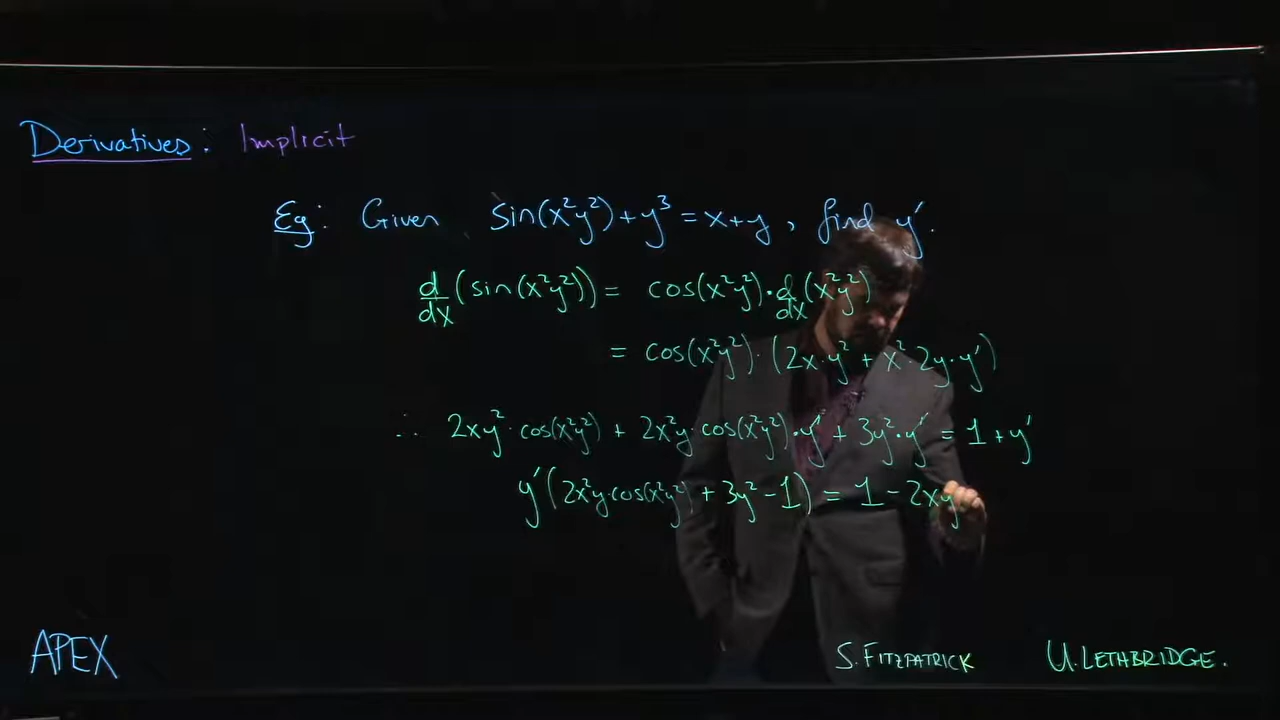 Derivatives: Implicit
Eg: Given sin(x²y²) + y³ = x + y, find y'.
d/dx (sin(x²y²)) = cos(x²y²) · d/dx (x²y²)
= cos(x²y²) · (2x · y² + x² · 2y · y')
∴ 2xy² · cos(x²y²) + 2x²y · cos(x²y²) · y' + 3y² · y' = 1 + y'
y'(2x²y · cos(x²y²) + 3y² - 1) = 1 - 2xy
APEX
S. FITZPATRICK
U. LETHBRIDGE.